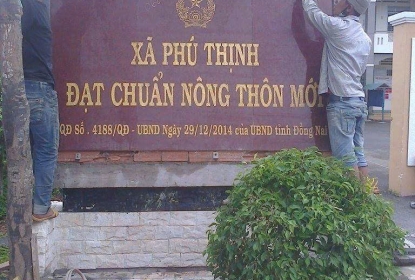 XÃ PHÚ THỊNH
ĐẠT CHUẨN NÔNG THÔN MỚI
QĐ Số . 4188/QĐ - UBND Ngày 29/12/2014 của UBND tỉnh Đồng Nai